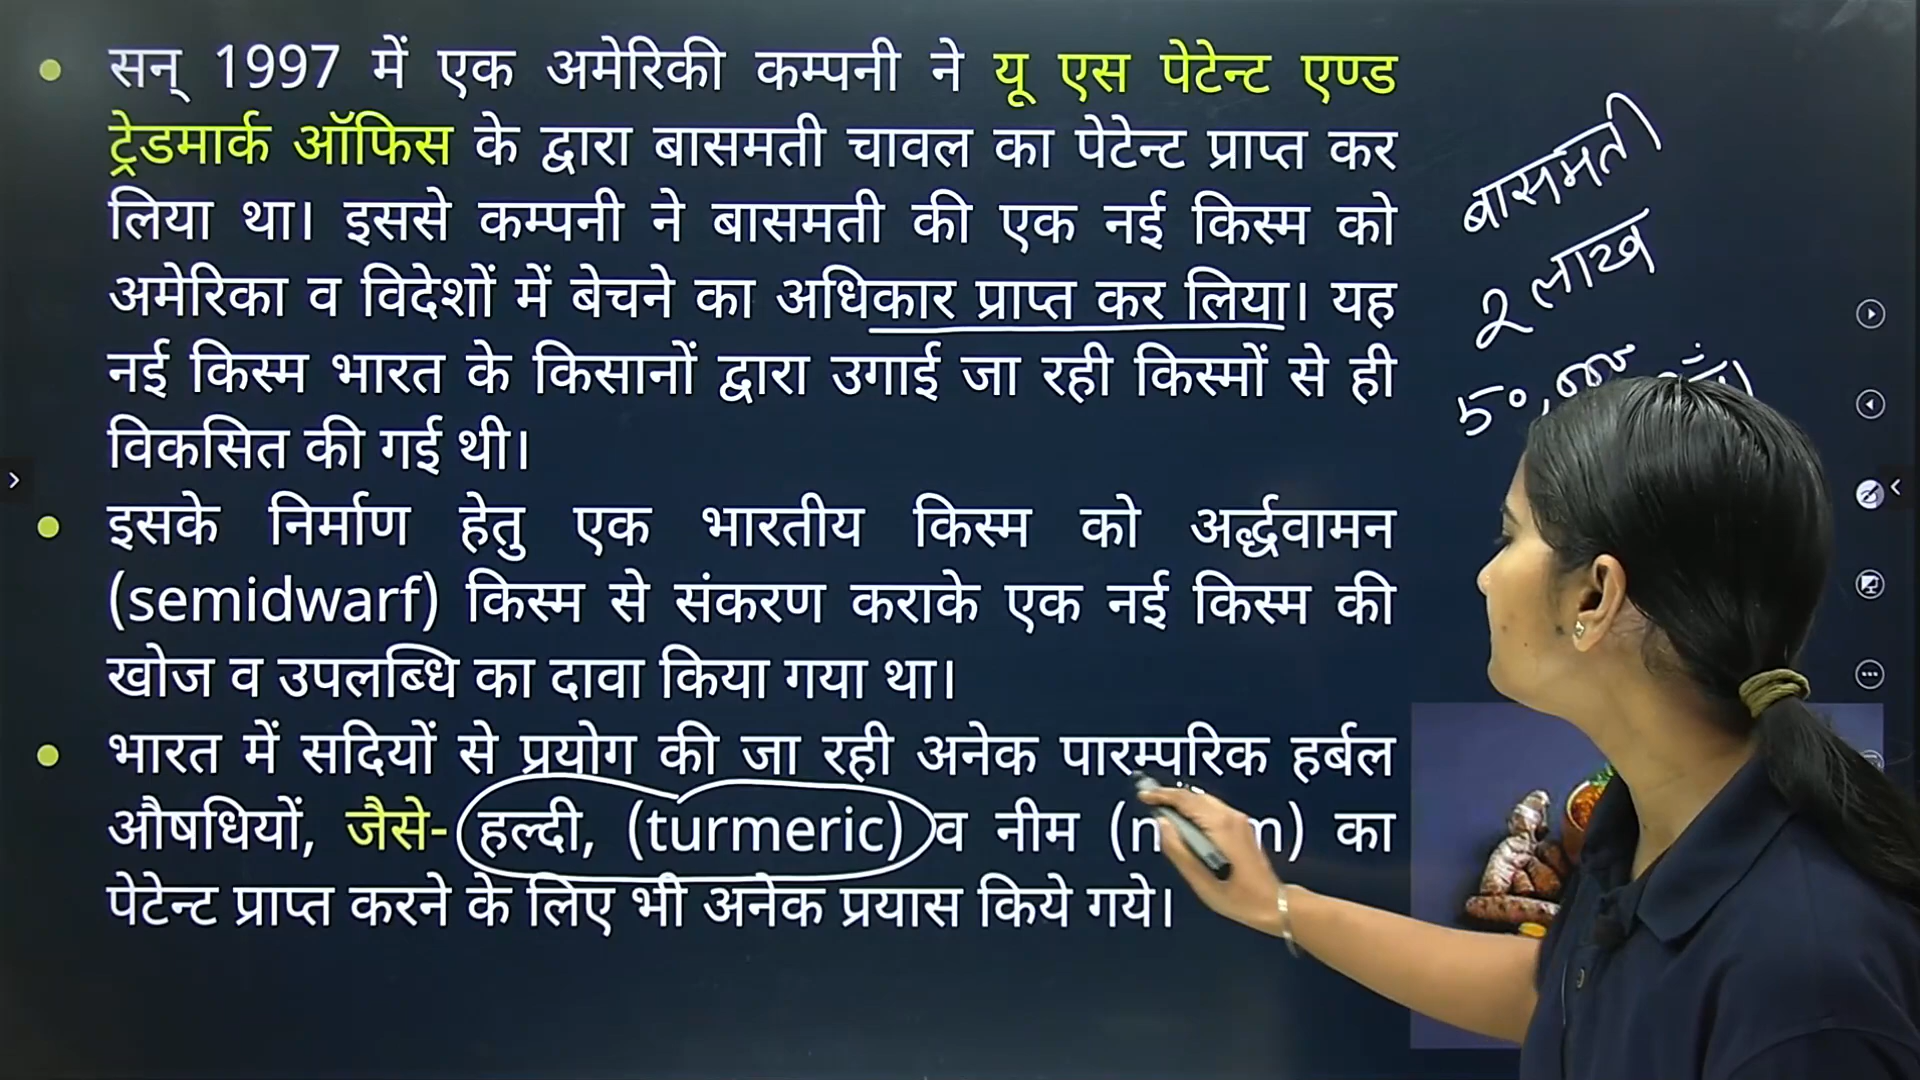 सन् 1997 में एक अमेरिकी कम्पनी ने यू एस पेटेन्ट एण्ड
ट्रेडमार्क ऑफिस के द्वारा बासमती चावल का पेटेन्ट प्राप्त कर
लिया था। इससे कम्पनी ने बासमती की एक नई किस्म को
अमेरिका व विदेशों में बेचने का अधिकार प्राप्त कर लिया। यह
नई किस्म भारत के किसानों द्वारा उगाई जा रही किस्मों से ही
विकसित की गई थी।
इसके निर्माण हेतु एक भारतीय किस्म को अर्द्धवामन
(semidwarf) किस्म से संकरण कराके एक नई किस्म की
खोज व उपलब्धि का दावा किया गया था।
भारत में सदियों से प्रयोग की जा रही अनेक पारम्परिक हर्बल
औषधियों, जैसे- हल्दी, (turmeric) व नीम का
पेटेन्ट प्राप्त करने के लिए भी अनेक प्रयास किये गये।
बासमती
2 लाख